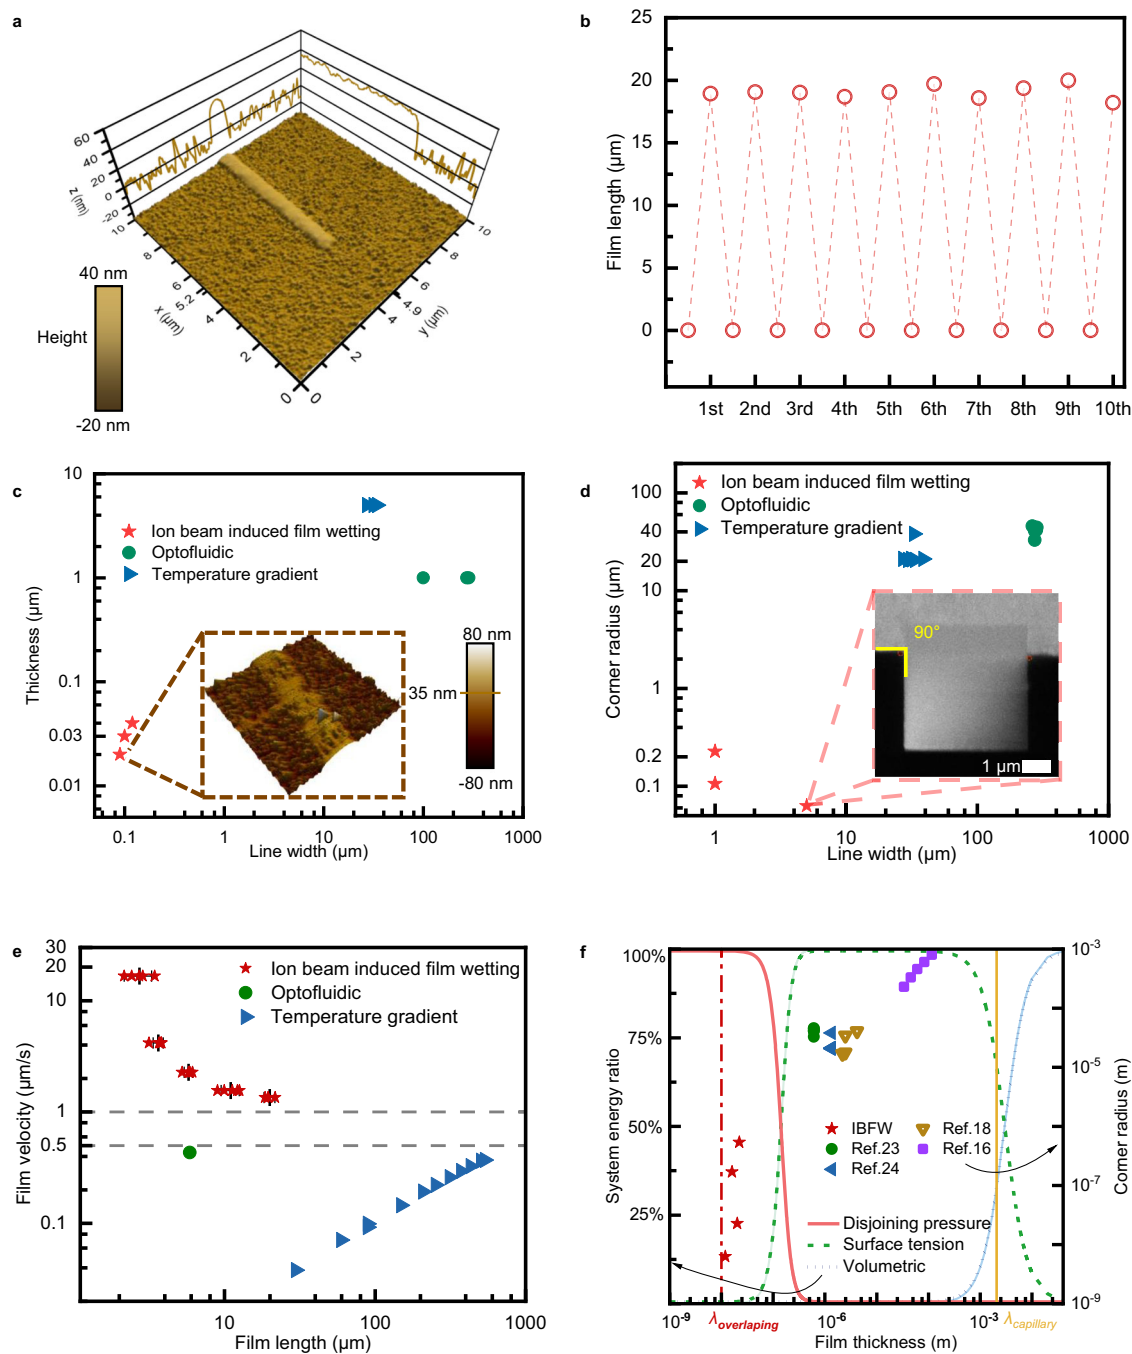 a
60
40
20
0
-20
z (nm)
10
8
6
5.2
4
2
0
x (μm)
0
2
4
4.9
6
8
10
y (μm)
40 nm
Height
-20 nm
b
25
20
15
10
5
0
Film length (μm)
1st 2nd 3rd 4th 5th 6th 7th 8th 9th 10th
c
10
1
0.1
0.03
0.01
Thickness (μm)
Ion beam induced film wetting
Optofluidic
Temperature gradient
80 nm
35 nm
-80 nm
0.1 1 10 100 1000
Line width (μm)
d
100
40
20
10
1
0.2
0.1
Corner radius (μm)
Ion beam induced film wetting
Optofluidic
Temperature gradient
90°
1 μm
1 10 100 1000
Line width (μm)
e
30
20
10
1
0.5
0.1
Film velocity (μm/s)
Ion beam induced film wetting
Optofluidic
Temperature gradient
10 100 1000
Film length (μm)
f
100%
75%
50%
25%
System energy ratio
10⁻³
10⁻⁵
10⁻⁷
10⁻⁹
Corner radius (m)
IBFW Ref.18
Ref.23 Ref.16
Ref.24
Disjoining pressure
Surface tension
Volumetric
10⁻⁹ λoverlaping 10⁻⁶ 10⁻³ λcapillary
Film thickness (m)